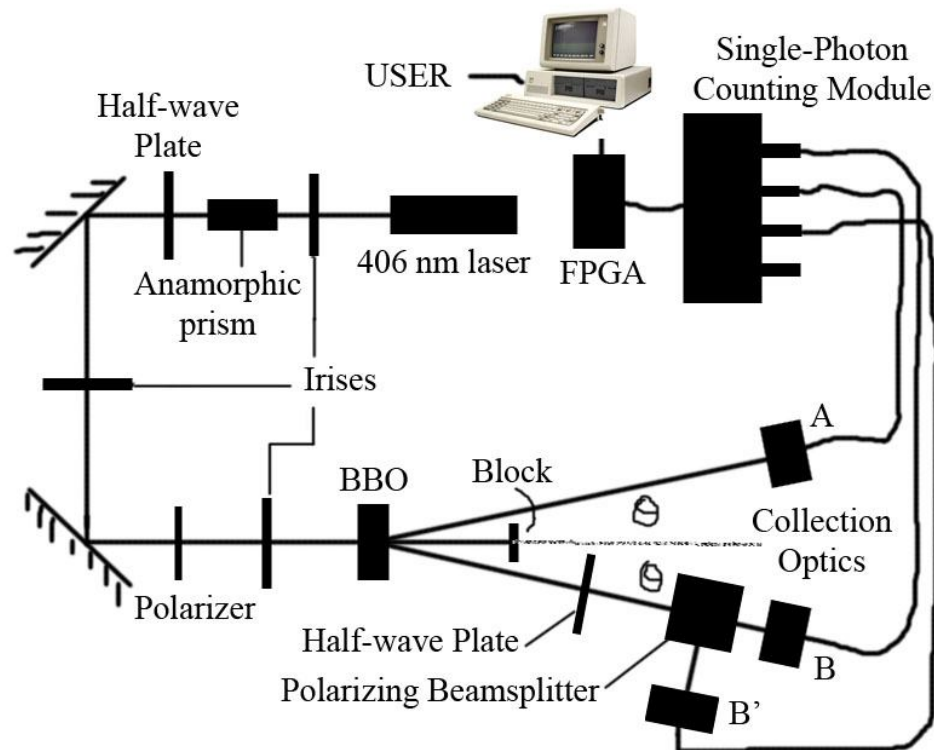 Single-Photon
Counting Module
USER
Half-wave
Plate
406 nm laser
FPGA
Anamorphic
prism
Irises
A
BBO
Block
Collection
Optics
Polarizer
Half-wave Plate
B
Polarizing Beamsplitter
B’